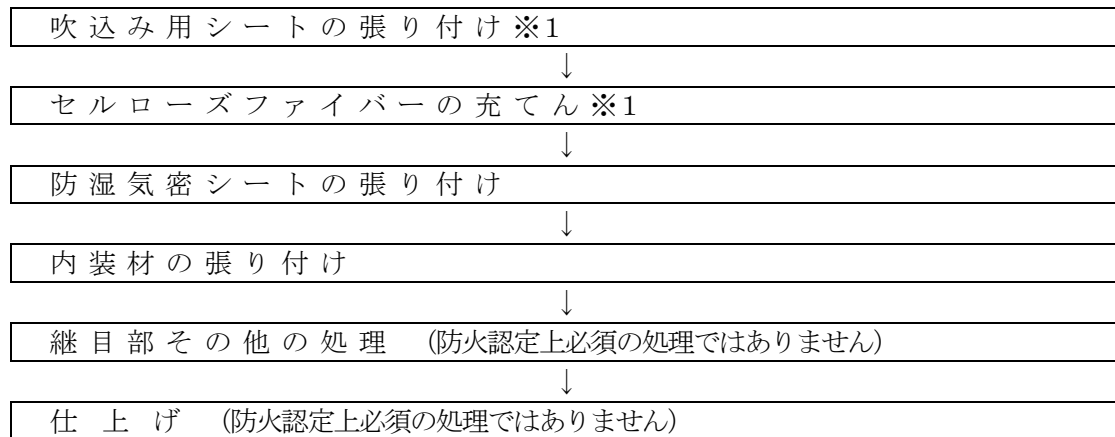 吹込み用シートの張り付け※1
↓
セルローズファイバーの充てん※1
↓
防湿気密シートの張り付け
↓
内装材の張り付け
↓
継目部その他の処理 (防火認定上必須の処理ではありません)
↓
仕上げ (防火認定上必須の処理ではありません)